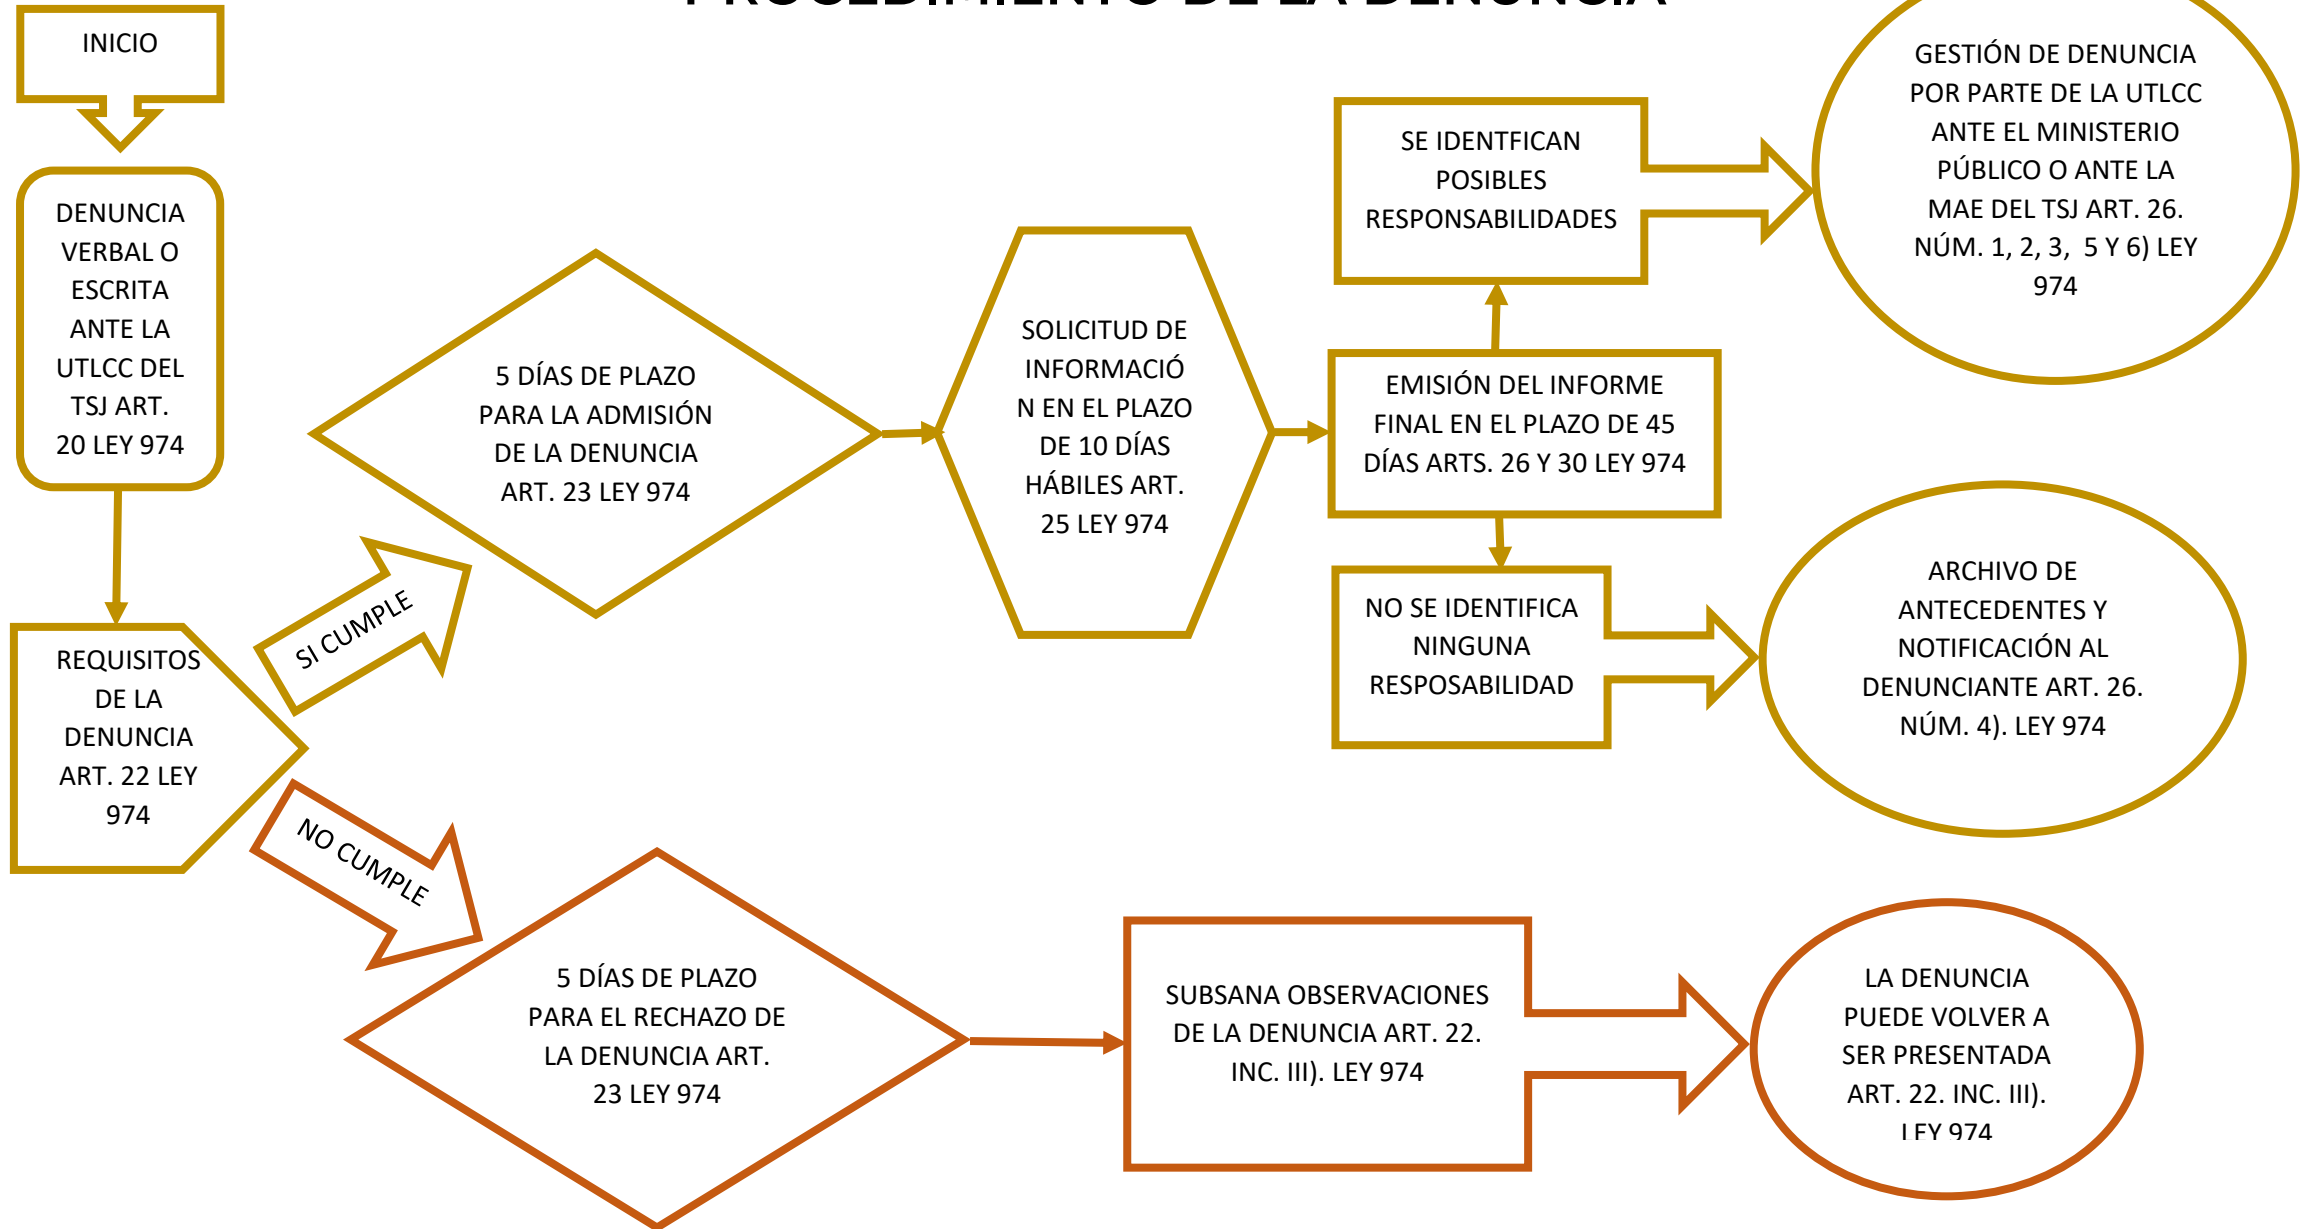 PROCEDIMIENTO DE LA DENUNCIA
INICIO
DENUNCIA
VERBAL O
ESCRITA
ANTE LA
UTLCC DEL
TSJ ART.
20 LEY 974
REQUISITOS
DE LA
DENUNCIA
ART. 22 LEY
974
SI CUMPLE
5 DÍAS DE PLAZO
PARA LA ADMISIÓN
DE LA DENUNCIA
ART. 23 LEY 974
SOLICITUD DE
INFORMACIÓ
N EN EL PLAZO
DE 10 DÍAS
HÁBILES ART.
25 LEY 974
EMISIÓN DEL INFORME
FINAL EN EL PLAZO DE 45
DÍAS ARTS. 26 Y 30 LEY 974
SE IDENTFICAN
POSIBLES
RESPONSABILIDADES
GESTIÓN DE DENUNCIA
POR PARTE DE LA UTLCC
ANTE EL MINISTERIO
PÚBLICO O ANTE LA
MAE DEL TSJ ART. 26.
NÚM. 1, 2, 3,  5 Y 6) LEY
974
NO SE IDENTIFICA
NINGUNA
RESPOSABILIDAD
ARCHIVO DE
ANTECEDENTES Y
NOTIFICACIÓN AL
DENUNCIANTE ART. 26.
NÚM. 4). LEY 974
NO CUMPLE
5 DÍAS DE PLAZO
PARA EL RECHAZO DE
LA DENUNCIA ART.
23 LEY 974
SUBSANA OBSERVACIONES
DE LA DENUNCIA ART. 22.
INC. III). LEY 974
LA DENUNCIA
PUEDE VOLVER A
SER PRESENTADA
ART. 22. INC. III).
LEY 974